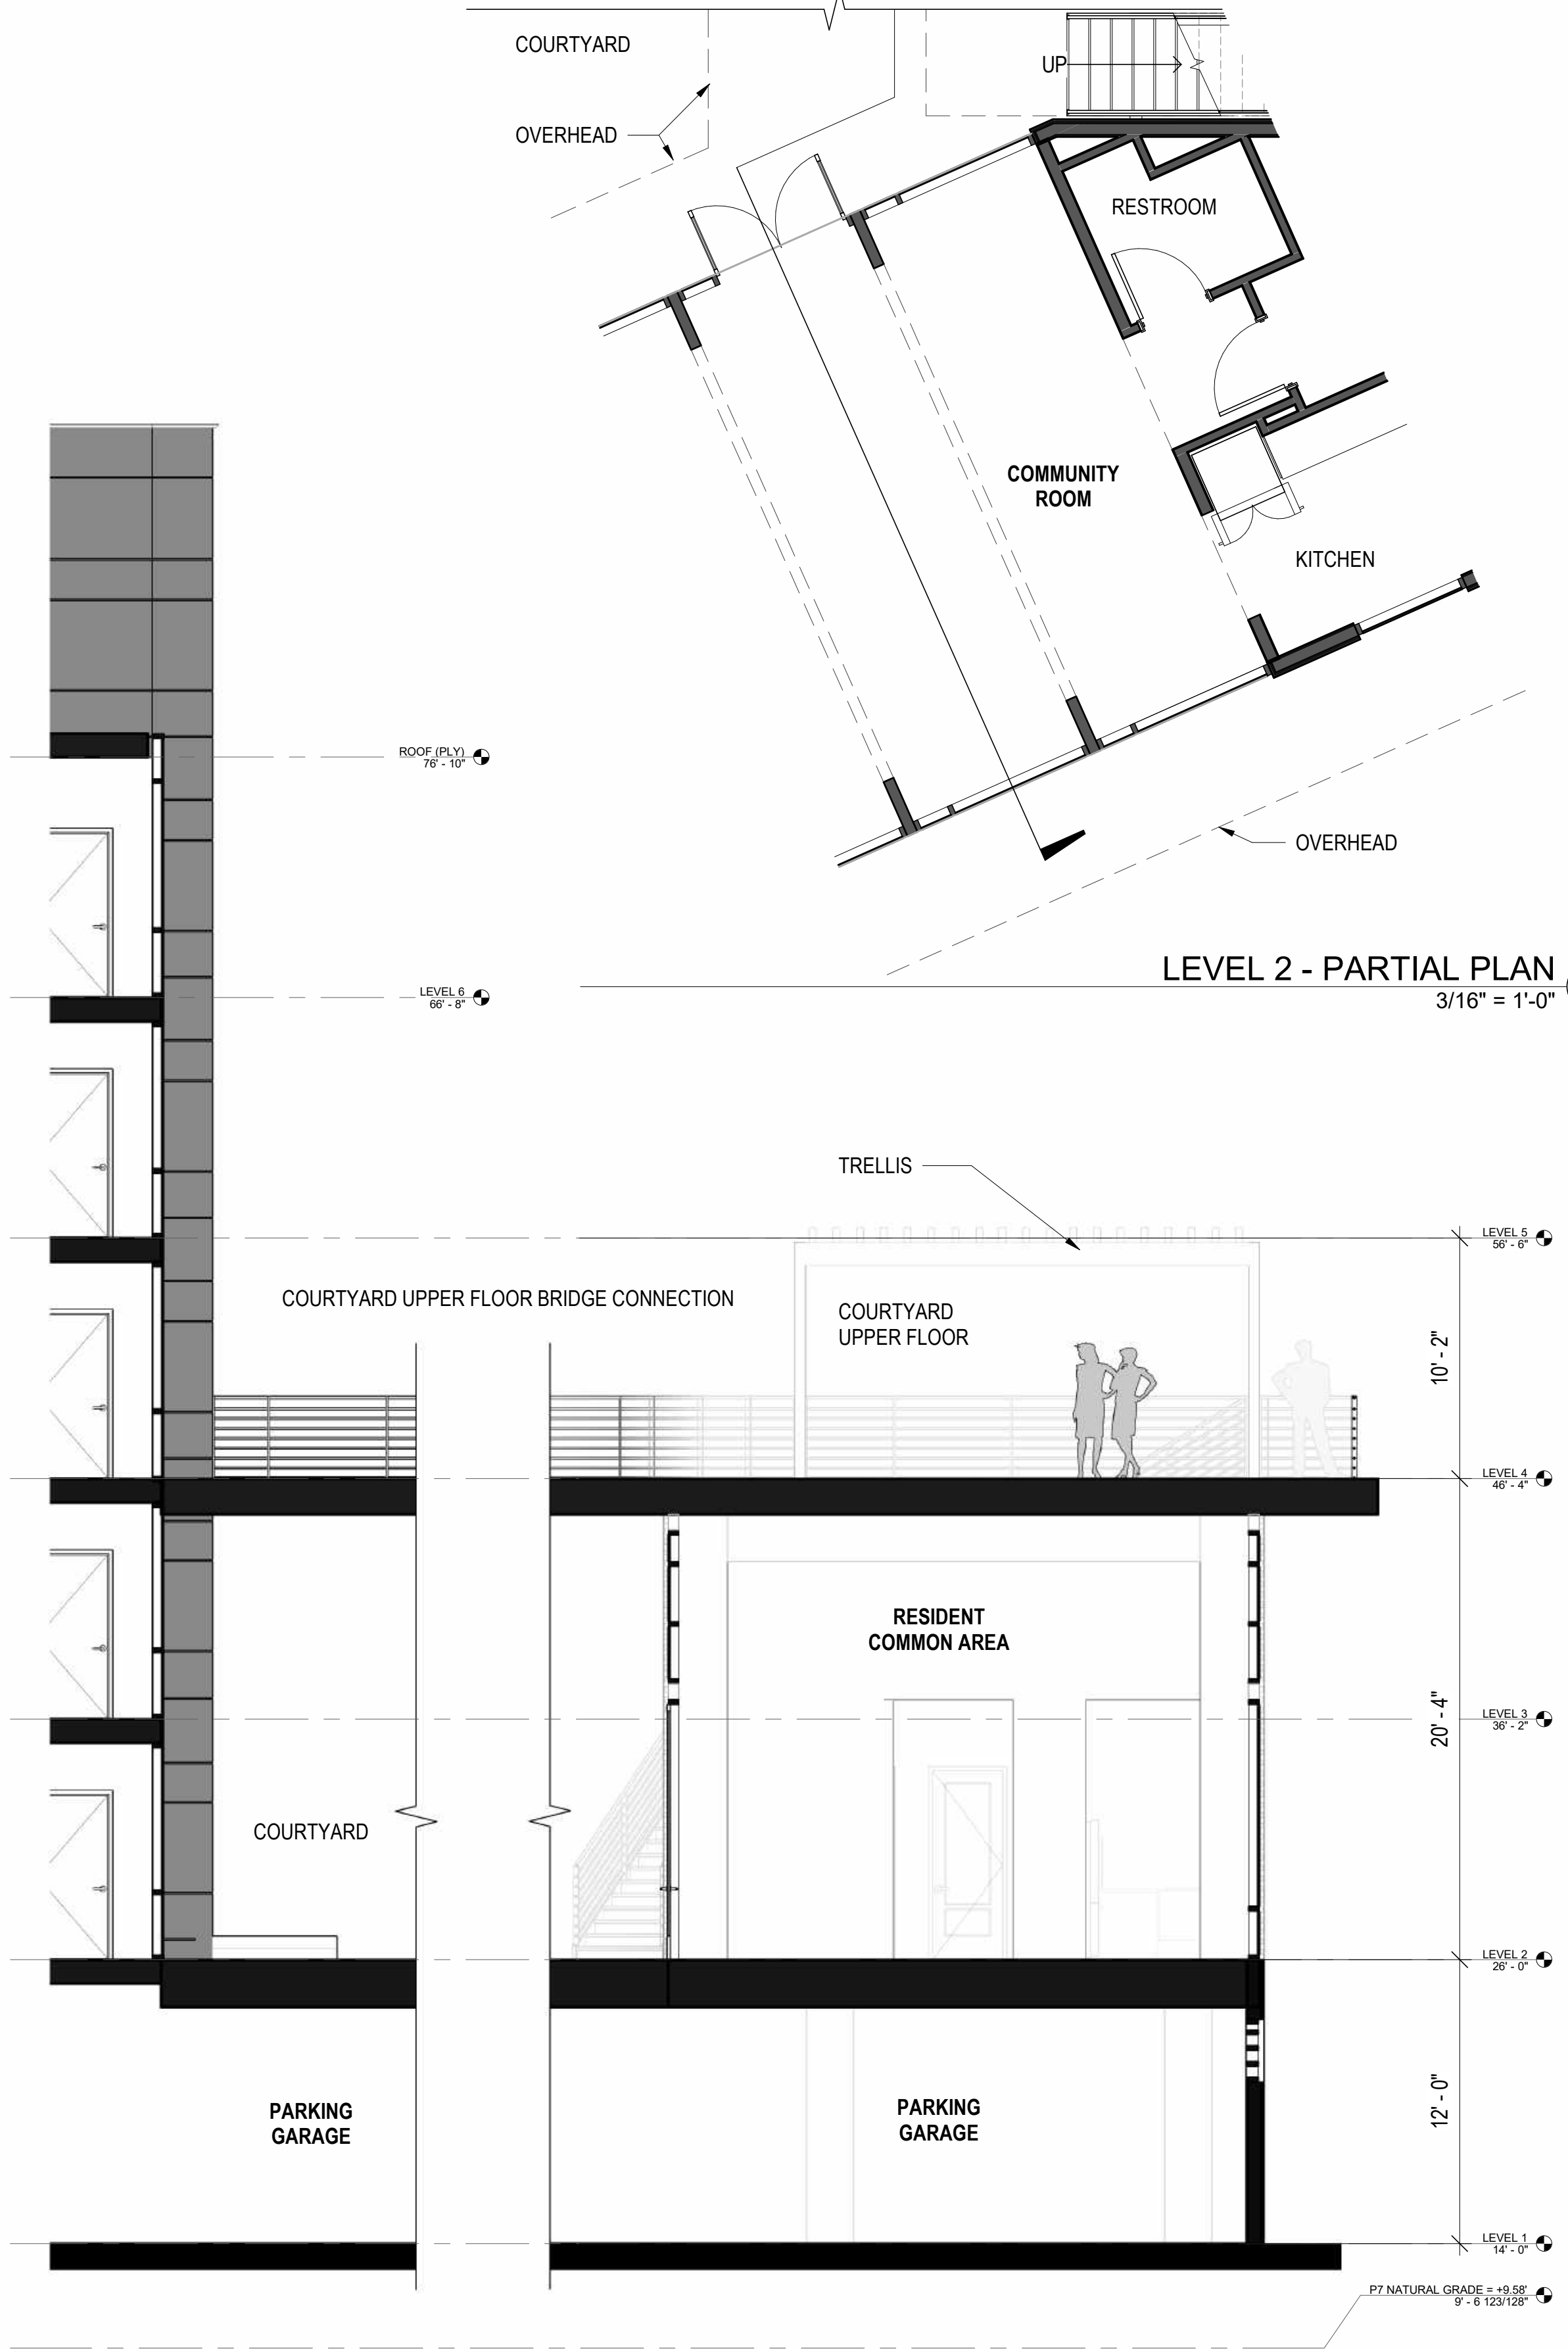 COURTYARD
UP
OVERHEAD
RESTROOM
COMMUNITY
ROOM
KITCHEN
ROOF (PLY)
76' - 10"
OVERHEAD
LEVEL 2 - PARTIAL PLAN
3/16" = 1'-0"
LEVEL 6
66' - 8"
TRELLIS
LEVEL 5
56' - 6"
COURTYARD UPPER FLOOR BRIDGE CONNECTION
COURTYARD
UPPER FLOOR
10' - 2"
LEVEL 4
46' - 4"
RESIDENT
COMMON AREA
20' - 4"
LEVEL 3
36' - 2"
COURTYARD
LEVEL 2
26' - 0"
PARKING
GARAGE
PARKING
GARAGE
12' - 0"
LEVEL 1
14' - 0"
P7 NATURAL GRADE = +9.58'
9' - 6 123/128"